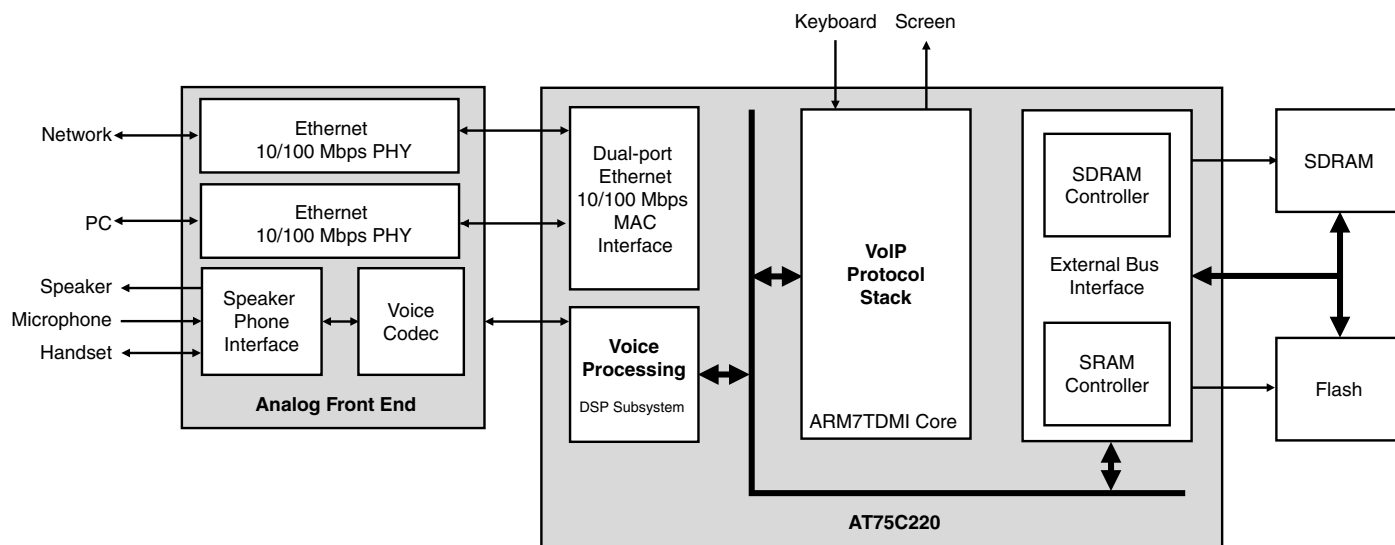 Keyboard
Screen
Network
PC
Speaker
Microphone
Handset
Ethernet
10/100 Mbps PHY
Ethernet
10/100 Mbps PHY
Speaker
Phone
Interface
Voice
Codec
Analog Front End
Dual-port
Ethernet
10/100 Mbps
MAC
Interface
Voice
Processing
DSP Subsystem
VoIP
Protocol
Stack
ARM7TDMI Core
SDRAM
Controller
External Bus
Interface
SRAM
Controller
AT75C220
SDRAM
Flash